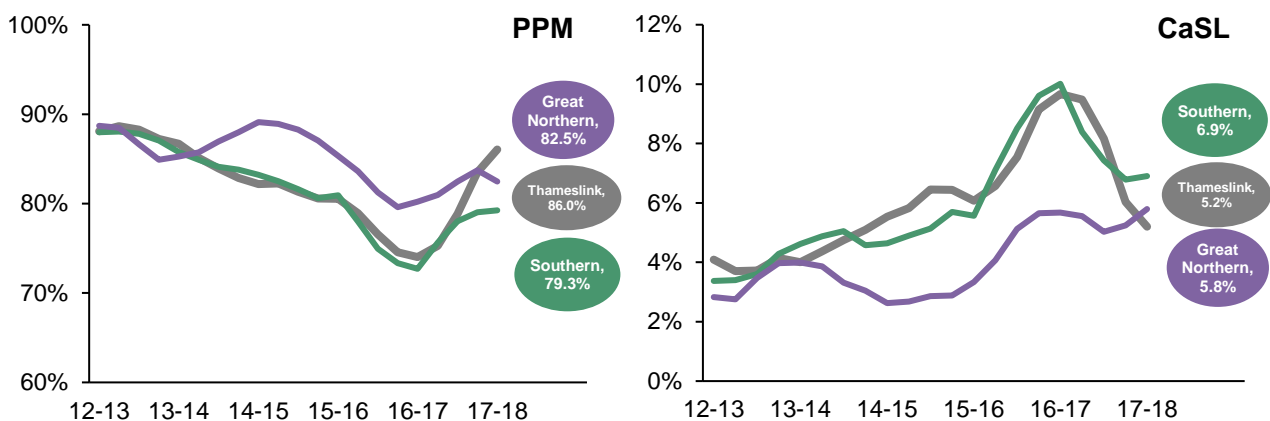 PPM
100%
90%
80%
70%
60%
12-13 13-14 14-15 15-16 16-17 17-18
Great
Northern,
82.5%
Thameslink,
86.0%
Southern,
79.3%
CaSL
12%
10%
8%
6%
4%
2%
0%
12-13 13-14 14-15 15-16 16-17 17-18
Southern,
6.9%
Thameslink,
5.2%
Great
Northern,
5.8%